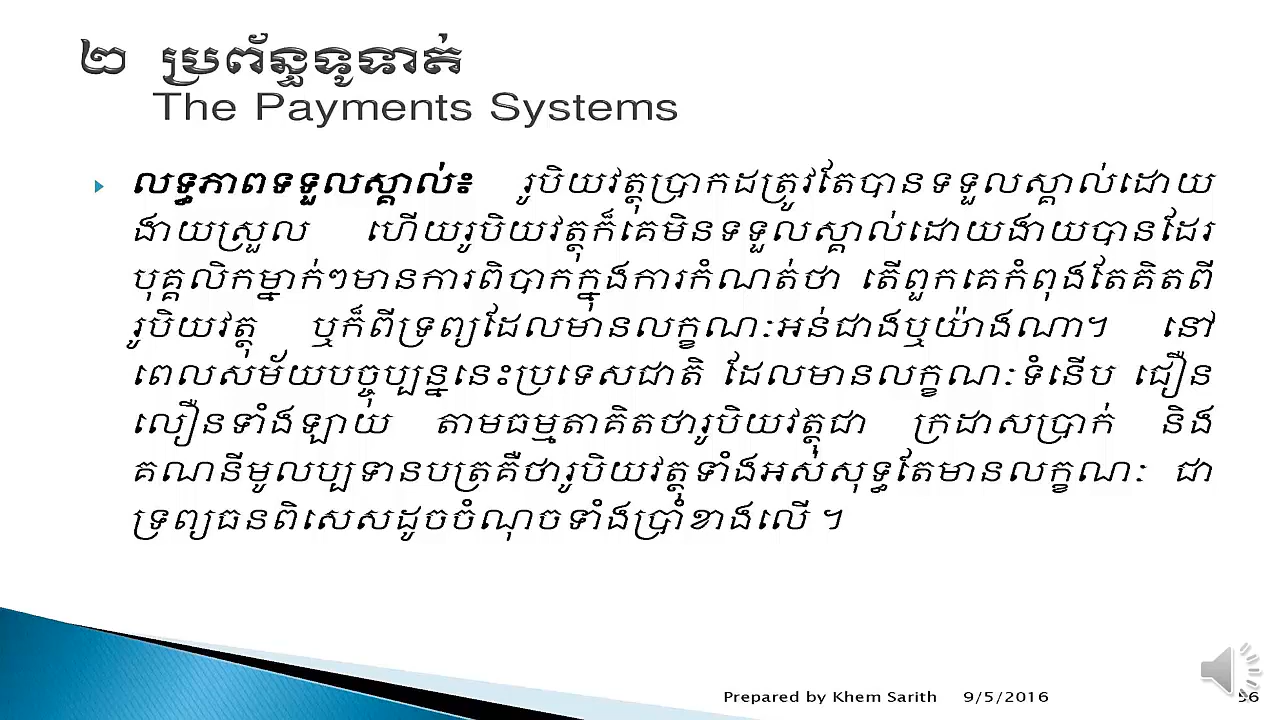 ២ ប្រព័ន្ធទូទាត់
The Payments Systems
លទ្ធភាពទទួលស្គាល់៖ រូបិយវត្ថុប្រាកដត្រូវតែបានទទួលស្គាល់ដោយ
ងាយស្រួល ហើយរូបិយវត្ថុក៏គេមិនទទួលស្គាល់ដោយងាយបានដែរ
បុគ្គលិកម្នាក់ៗមានការពិបាកក្នុងការកំណត់ថា តើពួកគេកំពុងតែគិតពី
រូបិយវត្ថុ ឬក៏ពីទ្រព្យដែលមានលក្ខណៈអន់ជាងឬយ៉ាងណា។ នៅ
ពេលសម័យបច្ចុប្បន្ននេះប្រទេសជាតិ ដែលមានលក្ខណៈទំនើប ជឿន
លឿនទាំងឡាយ តាមធម្មតាគិតថារូបិយវត្ថុជា ក្រដាសប្រាក់ និង
គណនីមូលប្បទានបត្រគឺថារូបិយវត្ថុទាំងអស់សុទ្ធតែមានលក្ខណៈ ជា
ទ្រព្យធនពិសេសដូចចំណុចទាំងប្រាំខាងលើ ។
Prepared by Khem Sarith 9/5/2016